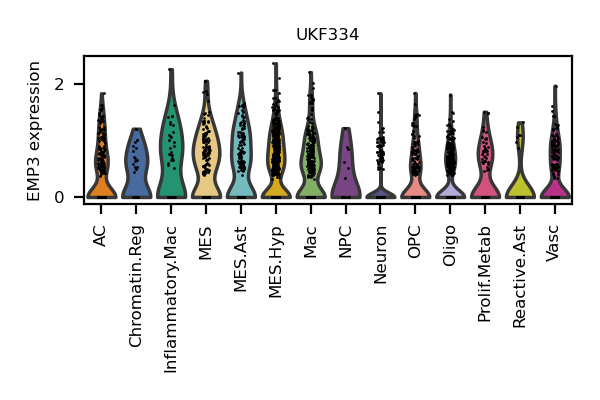 UKF334
EMP3 expression
2
0
AC
Chromatin.Reg
Inflammatory.Mac
MES
MES.Ast
MES.Hyp
Mac
NPC
Neuron
OPC
Oligo
Prolif.Metab
Reactive.Ast
Vasc